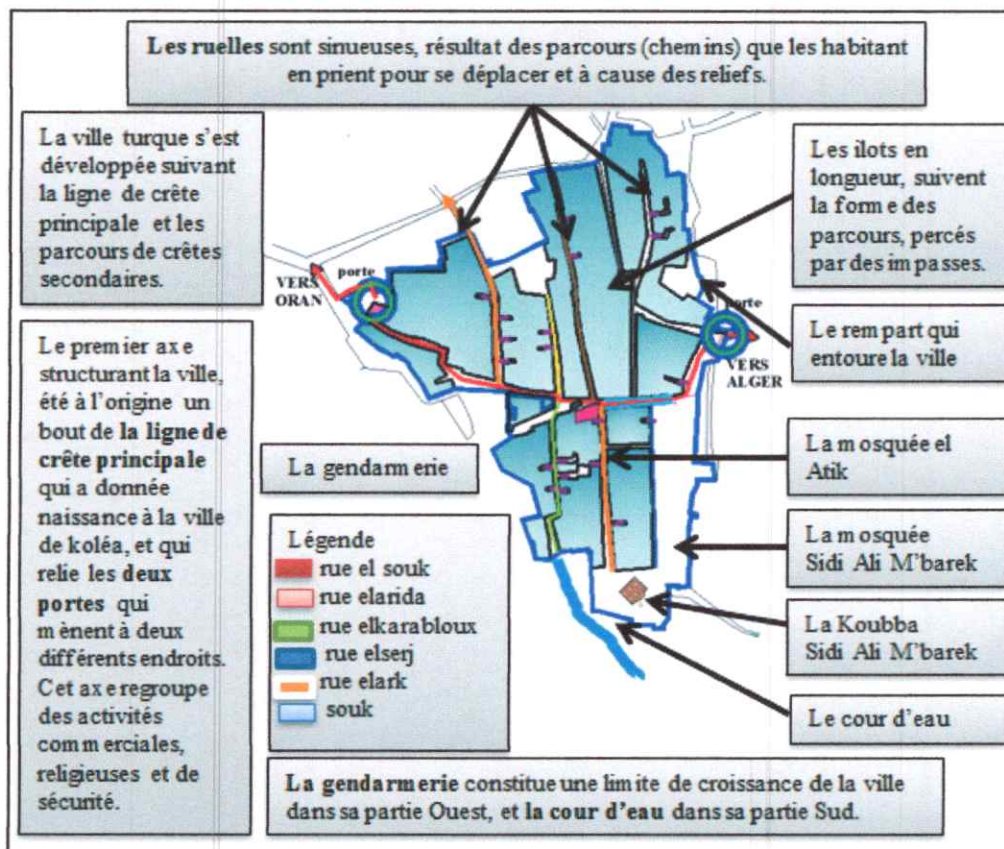 Les ruelles sont sinueuses, résultat des parcours (chemins) que les habitant
en prient pour se déplacer et à cause des reliefs.
La ville turque s'est
développée suivant
la ligne de crête
principale et les
parcours de crêtes
secondaires.
Le premier axe
structurant la ville,
été à l'origine un
bout de la ligne de
crête principale
qui a donnée
naissance à la ville
de koléa, et qui
relie les deux
portes qui
mènent à deux
différents endroits.
Cet axe regroupe
des activités
commerciales,
religieuses et de
sécurité.
porte
VERS
ORAN
porte
VERS
ALGER
Les ilots en
longueur, suivent
la forme des
parcours, percés
par des impasses.
Le rempart qui
entoure la ville
La mosquée el
Atik
La mosquée
Sidi Ali M'barek
La Koubba
Sidi Ali M'barek
Le cour d'eau
La gendarmerie
Légende
rue el souk
rue elarida
rue elkarabloux
rue elserj
rue elark
souk
La gendarmerie constitue une limite de croissance de la ville
dans sa partie Ouest, et la cour d'eau dans sa partie Sud.